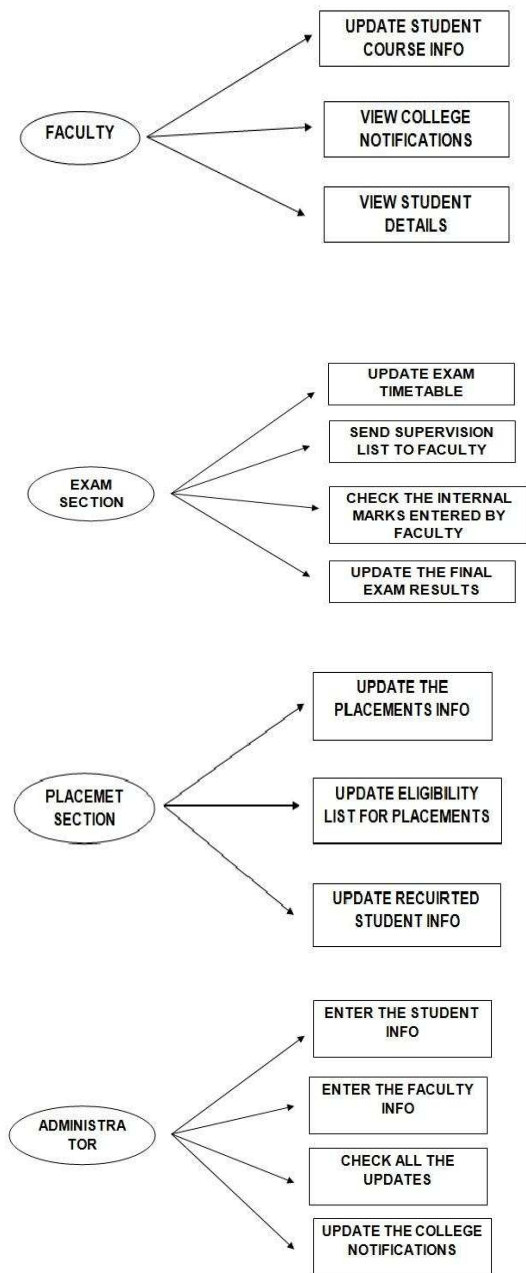 UPDATE STUDENT
COURSE INFO
FACULTY
VIEW COLLEGE
NOTIFICATIONS
VIEW STUDENT
DETAILS
UPDATE EXAM
TIMETABLE
SEND SUPERVISION
LIST TO FACULTY
EXAM
SECTION
CHECK THE INTERNAL
MARKS ENTERED BY
FACULTY
UPDATE THE FINAL
EXAM RESULTS
UPDATE THE
PLACEMENTS INFO
PLACEMET
SECTION
UPDATE ELIGIBILITY
LIST FOR PLACEMENTS
UPDATE RECUIRTED
STUDENT INFO
ENTER THE STUDENT
INFO
ENTER THE FACULTY
INFO
ADMINISTRA
TOR
CHECK ALL THE
UPDATES
UPDATE THE COLLEGE
NOTIFICATIONS